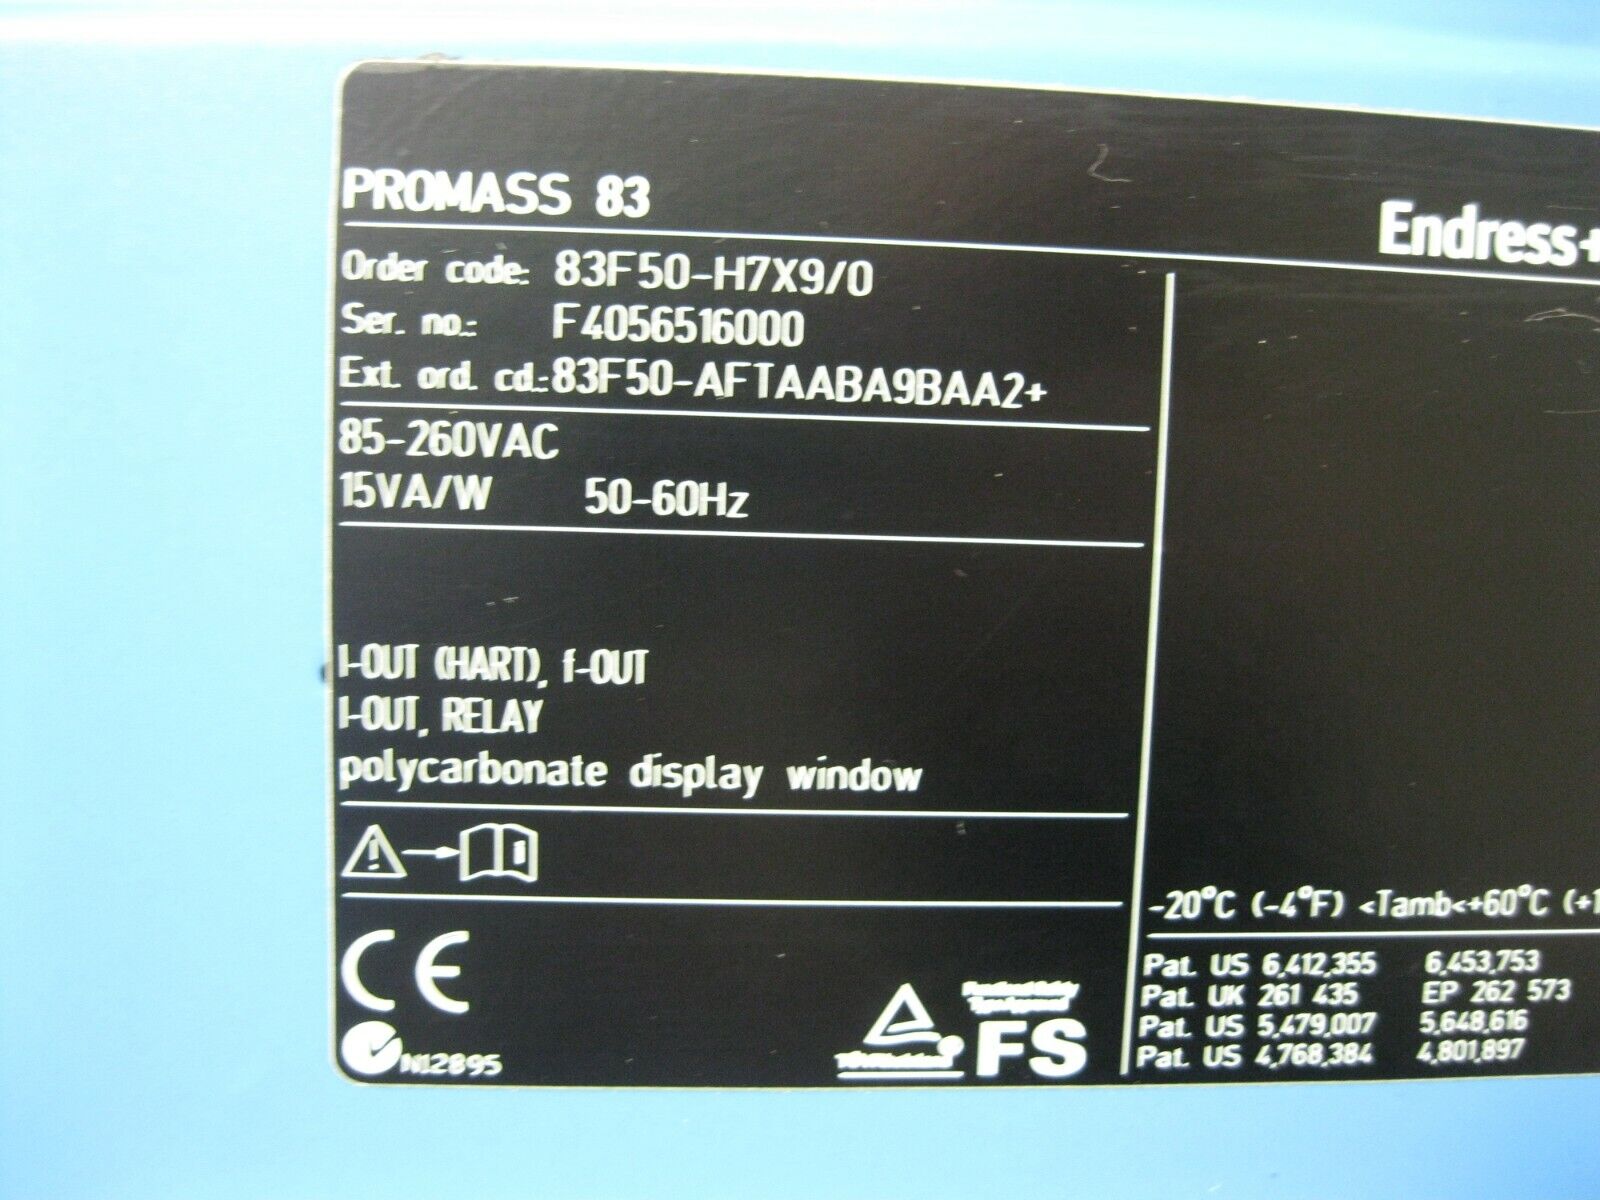 PROMASS 83
Endress+
Order code: 83F50-H7X9/0
Ser. no.: F4056516000
Ext. ord. cd.:83F50-AFTAABA9BAA2+
85-260VAC
15VA/W 50-60Hz
I-OUT (HART), f-OUT
I-OUT, RELAY
polycarbonate display window
i
CE
N12895
FS
-20°C (-4°F) <Tamb<+60°C (+1
Pat. US 6,412,355 6,453,753
Pat. UK 261 435 EP 262 573
Pat. US 5,479,007 5,648,616
Pat. US 4,768,384 4,801,897